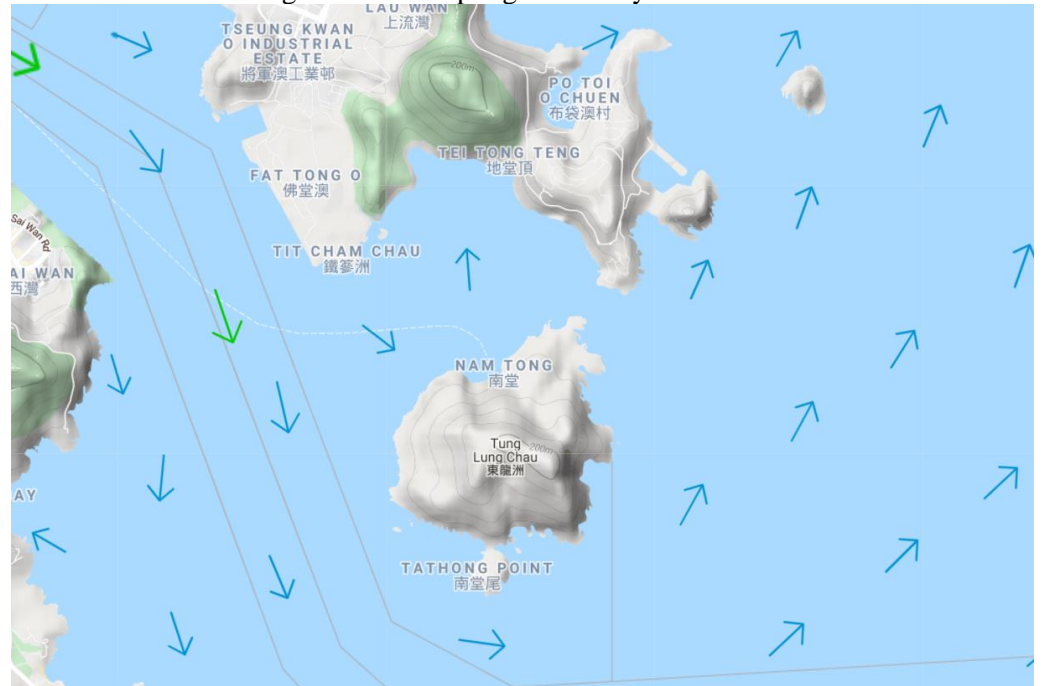 LAU WAN
上流灣
TSEUNG KWAN
O INDUSTRIAL
ESTATE
將軍澳工業邨
200m
PO TOI
O CHUEN
布袋澳村
TEI TONG TENG
地堂頂
FAT TONG O
佛堂澳
Sai Wan Rd
TIT CHAM CHAU
鐵篸洲
AI WAN
西灣
NAM TONG
南堂
Tung
Lung Chau
東龍洲
200m
AY
TATHONG POINT
南堂尾